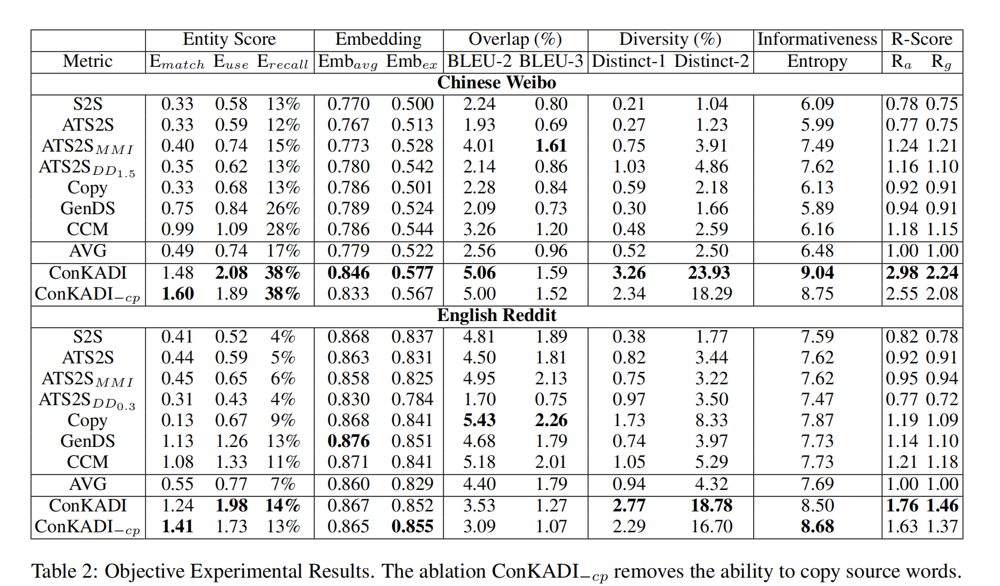 Entity Score Embedding Overlap (%) Diversity (%) Informativeness R-Score
Metric E_match E_use E_recall Emb_avg Emb_ex BLEU-2 BLEU-3 Distinct-1 Distinct-2 Entropy R_a R_g
Chinese Weibo
S2S 0.33 0.58 13% 0.770 0.500 2.24 0.80 0.21 1.04 6.09 0.78 0.75
ATS2S 0.33 0.59 12% 0.767 0.513 1.93 0.69 0.27 1.23 5.99 0.77 0.75
ATS2S_MMI 0.40 0.74 15% 0.773 0.528 4.01 1.61 0.75 3.91 7.49 1.24 1.21
ATS2S_DD_1.5 0.35 0.62 13% 0.780 0.542 2.14 0.86 1.03 4.86 7.62 1.16 1.10
Copy 0.33 0.68 13% 0.786 0.501 2.28 0.84 0.59 2.18 6.13 0.92 0.91
GenDS 0.75 0.84 26% 0.789 0.524 2.09 0.73 0.30 1.66 5.89 0.94 0.91
CCM 0.99 1.09 28% 0.786 0.544 3.26 1.20 0.48 2.59 6.16 1.18 1.15
AVG 0.49 0.74 17% 0.779 0.522 2.56 0.96 0.52 2.50 6.48 1.00 1.00
ConKADI 1.48 2.08 38% 0.846 0.577 5.06 1.59 3.26 23.93 9.04 2.98 2.24
ConKADI_−cp 1.60 1.89 38% 0.833 0.567 5.00 1.52 2.34 18.29 8.75 2.55 2.08
English Reddit
S2S 0.41 0.52 4% 0.868 0.837 4.81 1.89 0.38 1.77 7.59 0.82 0.78
ATS2S 0.44 0.59 5% 0.863 0.831 4.50 1.81 0.82 3.44 7.62 0.92 0.91
ATS2S_MMI 0.45 0.65 6% 0.858 0.825 4.95 2.13 0.75 3.22 7.62 0.95 0.94
ATS2S_DD_0.3 0.31 0.43 4% 0.830 0.784 1.70 0.75 0.97 3.50 7.47 0.77 0.72
Copy 0.13 0.67 9% 0.868 0.841 5.43 2.26 1.73 8.33 7.87 1.19 1.09
GenDS 1.13 1.26 13% 0.876 0.851 4.68 1.79 0.74 3.97 7.73 1.14 1.10
CCM 1.08 1.33 11% 0.871 0.841 5.18 2.01 1.05 5.29 7.73 1.21 1.18
AVG 0.55 0.77 7% 0.860 0.829 4.40 1.79 0.94 4.32 7.69 1.00 1.00
ConKADI 1.24 1.98 14% 0.867 0.852 3.53 1.27 2.77 18.78 8.50 1.76 1.46
ConKADI_−cp 1.41 1.73 13% 0.865 0.855 3.09 1.07 2.29 16.70 8.68 1.63 1.37
Table 2: Objective Experimental Results. The ablation ConKADI_−cp removes the ability to copy source words.